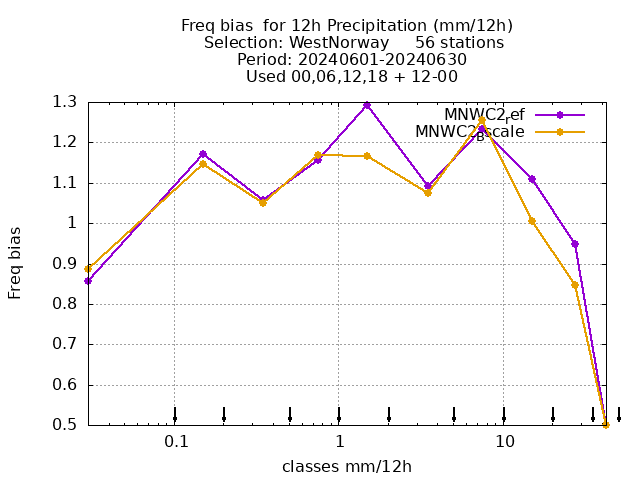 Freq bias  for 12h Precipitation (mm/12h)
Selection: WestNorway     56 stations
Period: 20240601-20240630
Used 00,06,12,18 + 12-00
MNWC2ref
MNWC2Bscale
1.3
1.2
1.1
1
0.9
0.8
0.7
0.6
0.5
Freq bias
0.1
1
10
classes mm/12h